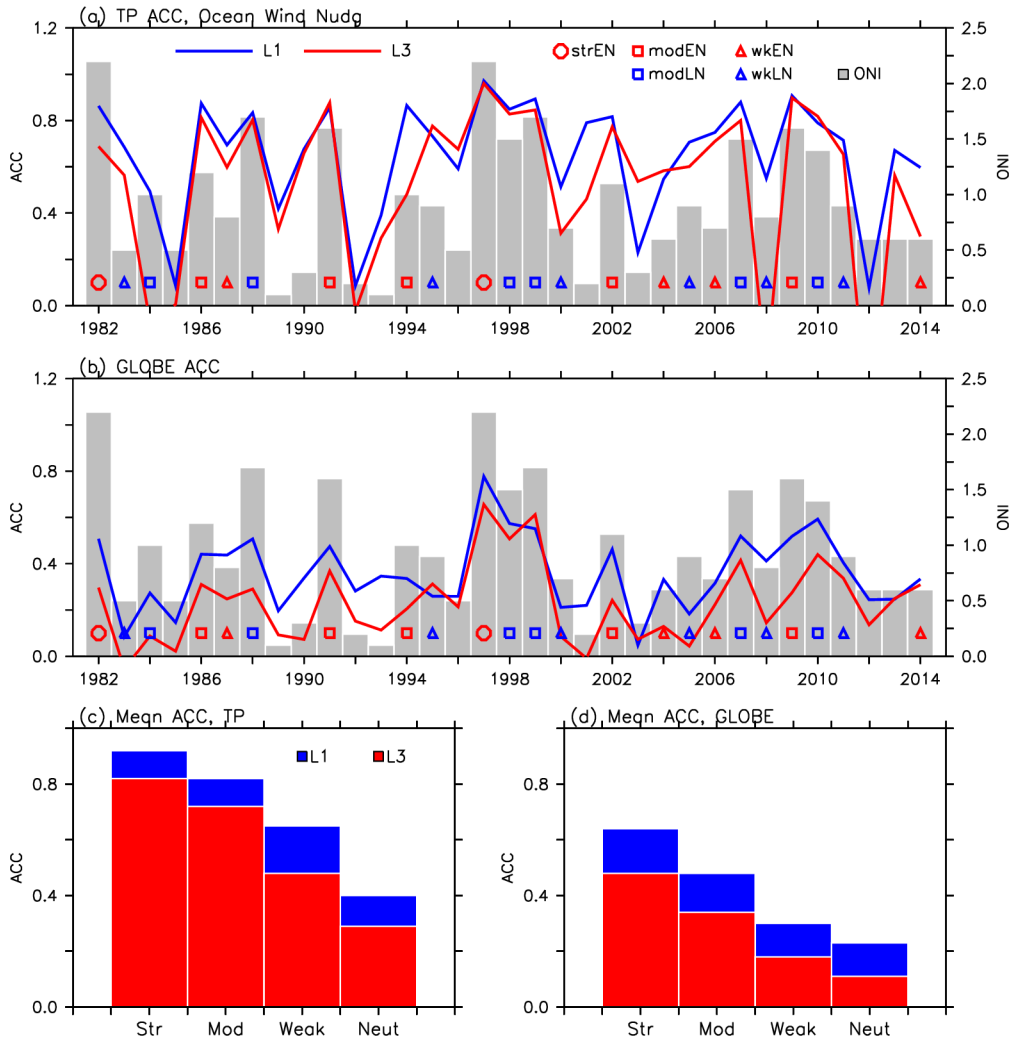 (a) TP ACC, Ocean Wind Nudg
1.2
0.8
0.4
0.0
ACC
L1
L3
strEN
modEN
wkEN
modLN
wkLN
ONI
2.5
2.0
1.5
1.0
0.5
0.0
ONI
1982 1986 1990 1994 1998 2002 2006 2010 2014
(b) GLOBE ACC
1.2
0.8
0.4
0.0
ACC
2.5
2.0
1.5
1.0
0.5
0.0
ONI
1982 1986 1990 1994 1998 2002 2006 2010 2014
(c) Mean ACC, TP
0.8
0.4
0.0
ACC
L1
L3
Str Mod Weak Neut
(d) Mean ACC, GLOBE
0.8
0.4
0.0
ACC
Str Mod Weak Neut